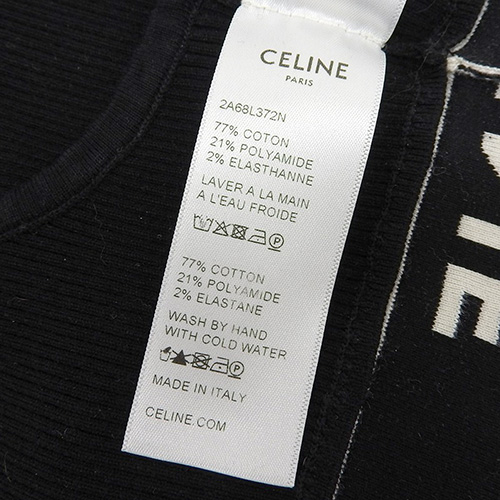 CELINE
PARIS
2A68L372N
77% COTON
21% POLYAMIDE
2% ELASTHANNE
LAVER A LA MAIN
A L'EAU FROIDE
P
77% COTTON
21% POLYAMIDE
2% ELASTANE
WASH BY HAND
WITH COLD WATER
P
MADE IN ITALY
CELINE.COM